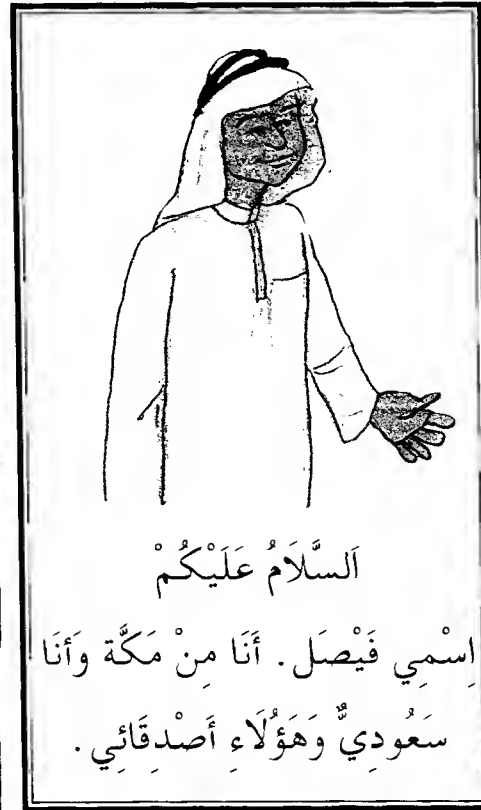 اَلسَّلَامُ عَلَيْكُمْ
اِسْمِي فَيْصَل. أَنَا مِنْ مَكَّة وَأَنَا
سَعُودِيٌّ وَهَؤُلَاءِ أَصْدِقَائِي.